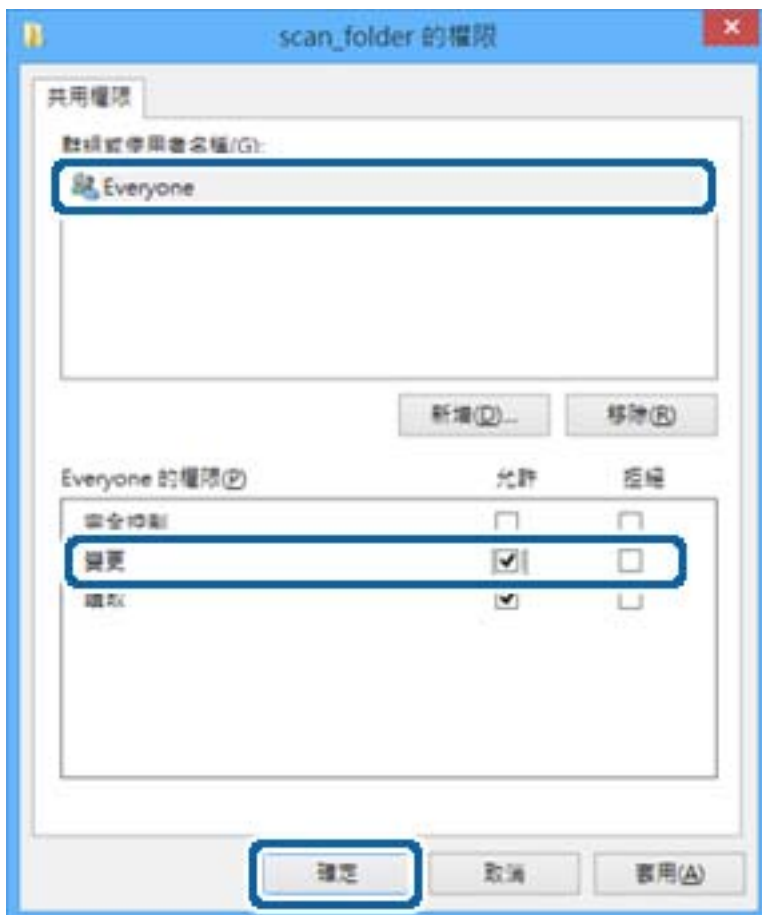 scan_folder 的權限
共用權限
群組或使用者名稱(G):
Everyone
新增(D)... 移除(R)
Everyone 的權限(P) 允許 拒絕
完全控制
變更
讀取
確定 取消 套用(A)